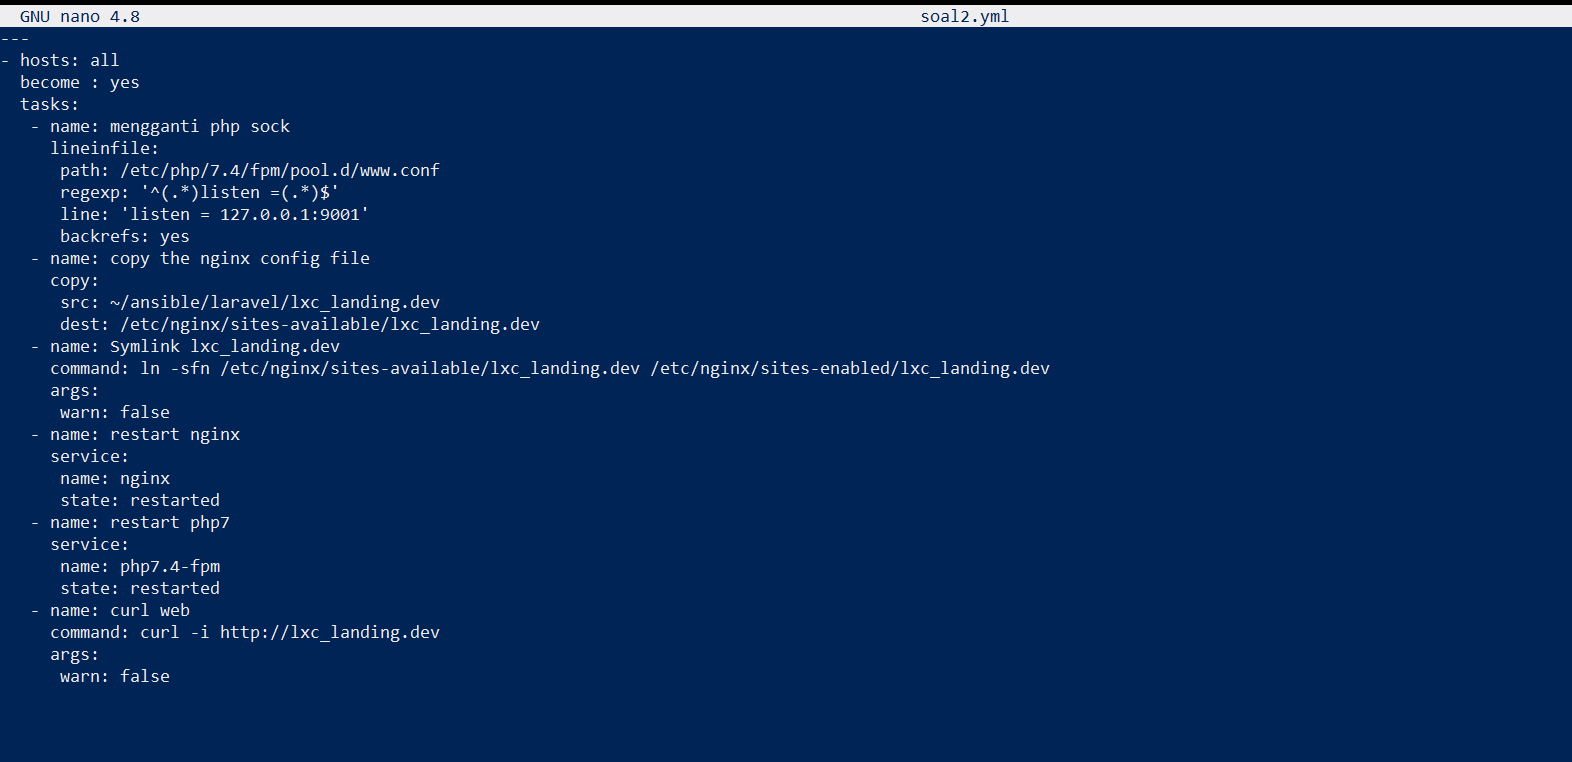 GNU nano 4.8 soal2.yml
---
- hosts: all
  become : yes
  tasks:
   - name: mengganti php sock
     lineinfile:
      path: /etc/php/7.4/fpm/pool.d/www.conf
      regexp: '^(.*)listen =(.*)$'
      line: 'listen = 127.0.0.1:9001'
      backrefs: yes
   - name: copy the nginx config file
     copy:
      src: ~/ansible/laravel/lxc_landing.dev
      dest: /etc/nginx/sites-available/lxc_landing.dev
   - name: Symlink lxc_landing.dev
     command: ln -sfn /etc/nginx/sites-available/lxc_landing.dev /etc/nginx/sites-enabled/lxc_landing.dev
     args:
      warn: false
   - name: restart nginx
     service:
      name: nginx
      state: restarted
   - name: restart php7
     service:
      name: php7.4-fpm
      state: restarted
   - name: curl web
     command: curl -i http://lxc_landing.dev
     args:
      warn: false